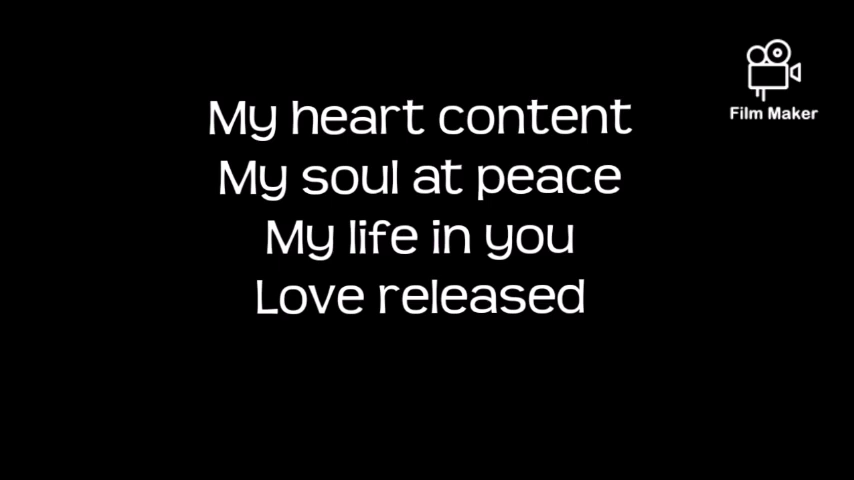 My heart content
My soul at peace
My life in you
Love released
Film Maker